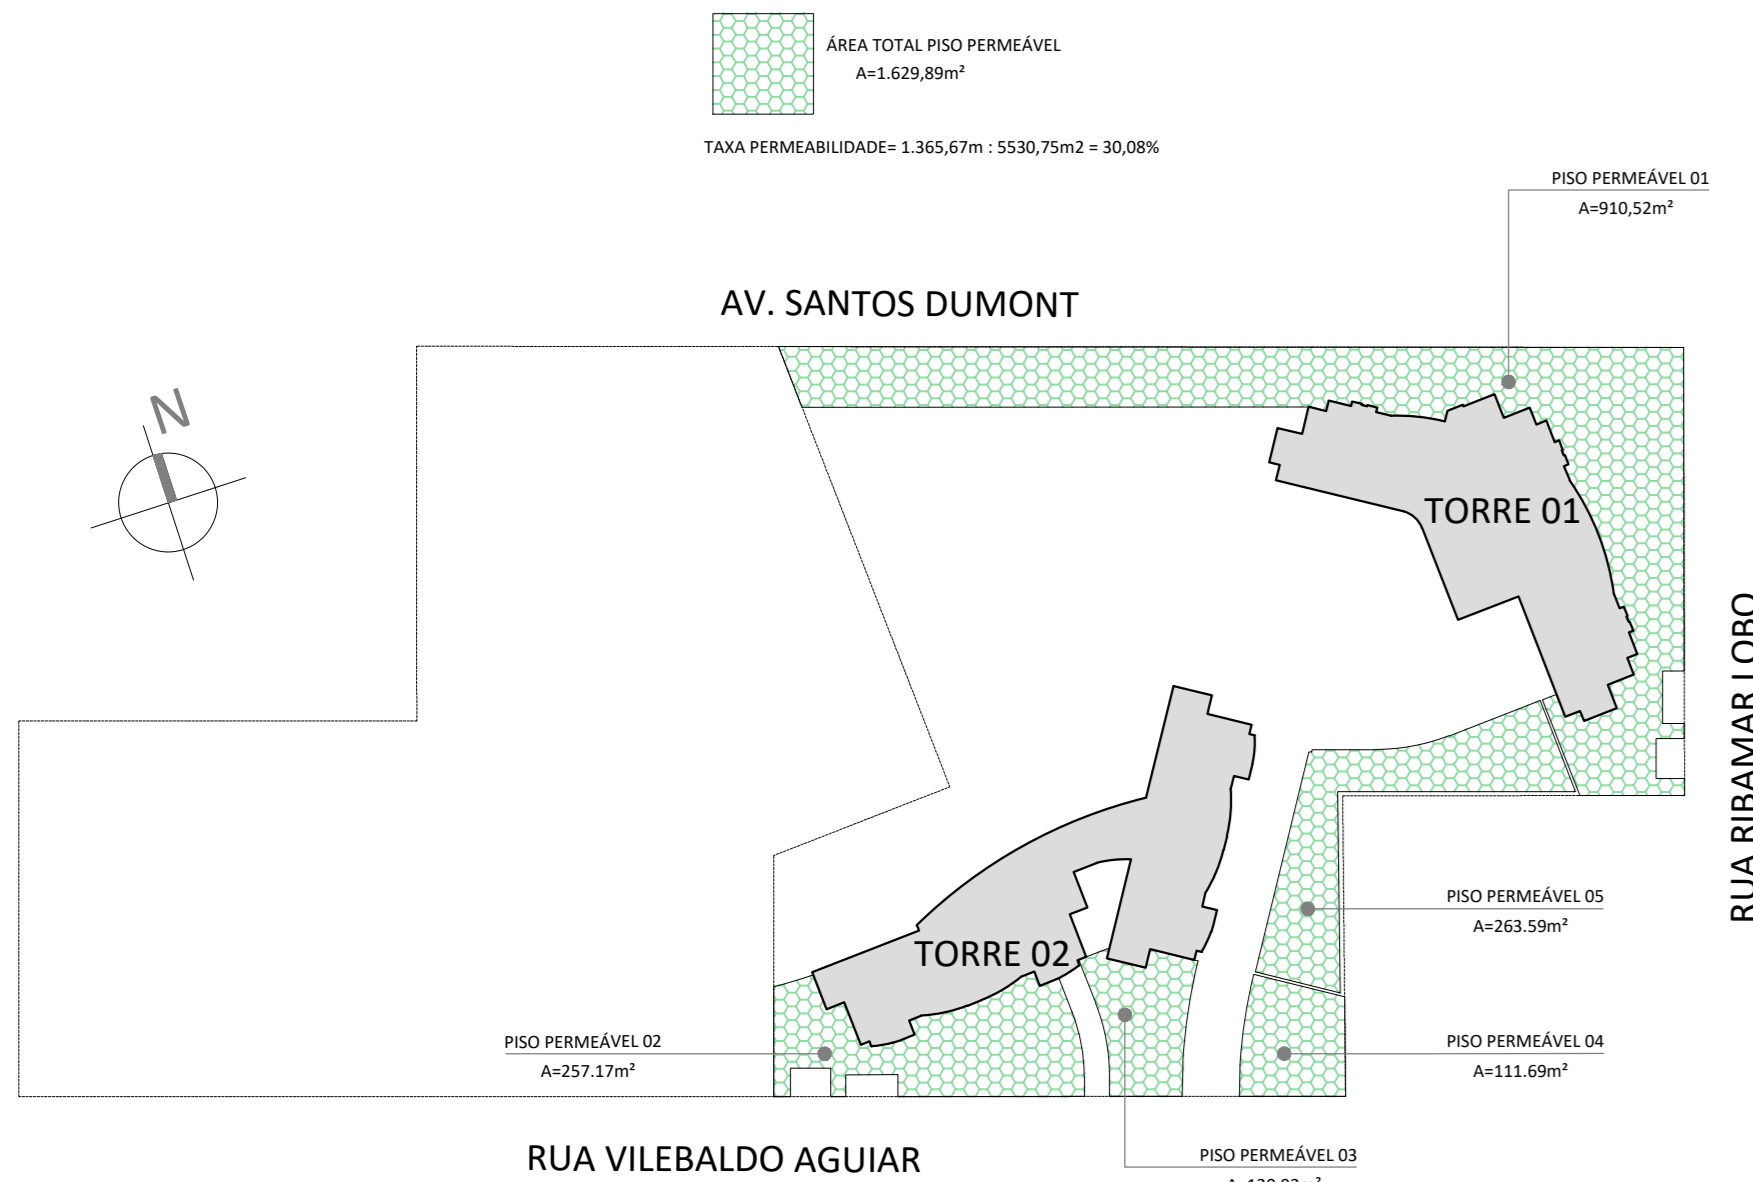 ÁREA TOTAL PISO PERMEÁVEL
A=1.629,89m²
TAXA PERMEABILIDADE= 1.365,67m : 5530,75m2 = 30,08%
PISO PERMEÁVEL 01
A=910,52m²
AV. SANTOS DUMONT
N
TORRE 01
RUA RIBAMAR LOBO
PISO PERMEÁVEL 05
A=263.59m²
TORRE 02
PISO PERMEÁVEL 02
A=257.17m²
PISO PERMEÁVEL 04
A=111.69m²
RUA VILEBALDO AGUIAR
PISO PERMEÁVEL 03